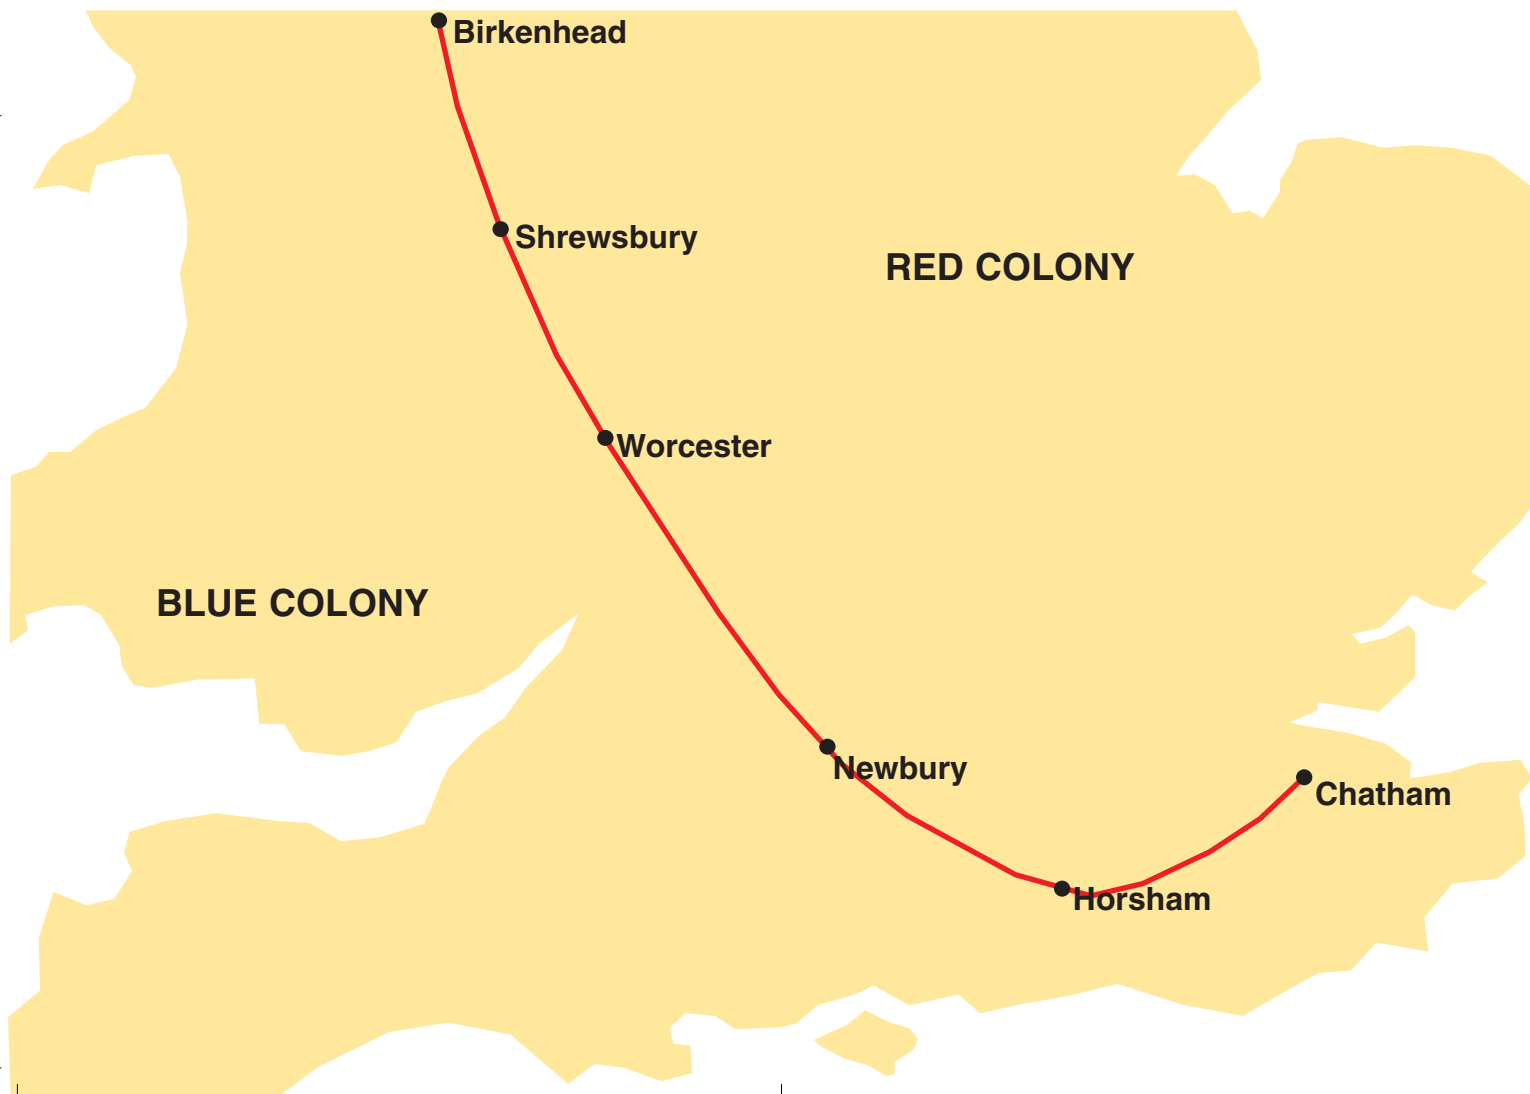 Birkenhead
Shrewsbury
RED COLONY
Worcester
BLUE COLONY
Newbury
Chatham
Horsham